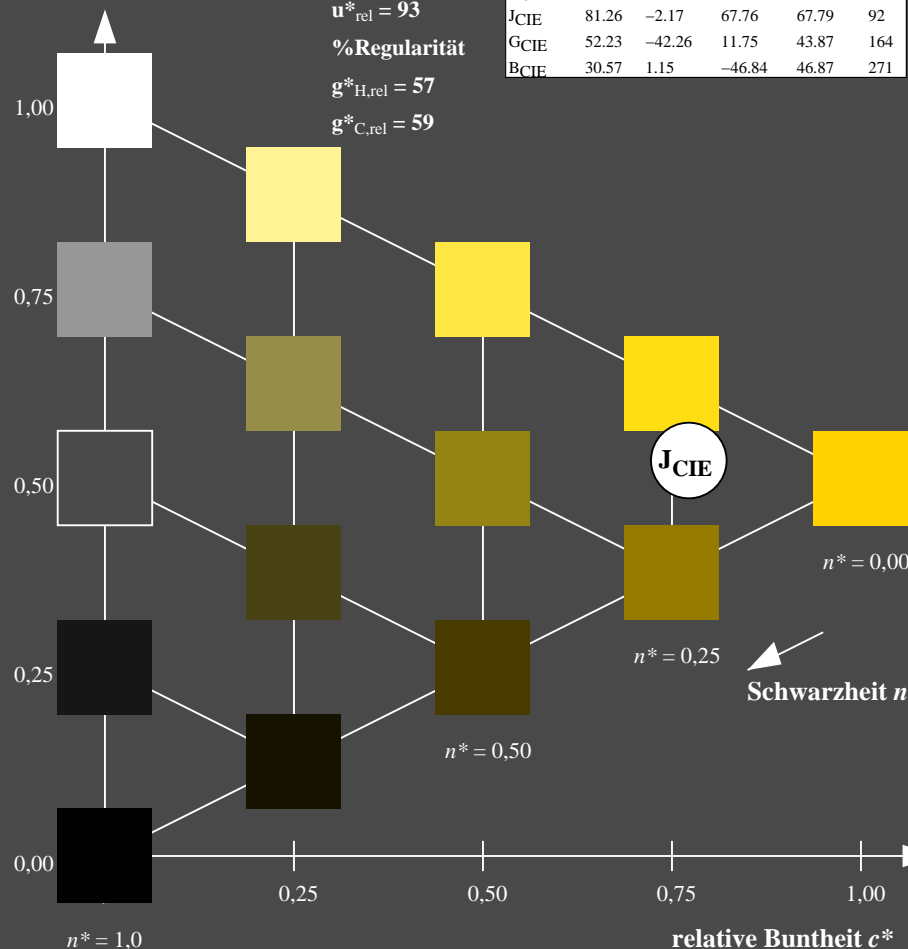 u*rel = 93
%Regularität
g*H,rel = 57
g*C,rel = 59
JCIE 81.26 −2.17 67.76 67.79 92
GCIE 52.23 −42.26 11.75 43.87 164
BCIE 30.57 1.15 −46.84 46.87 271
1,00
0,75
0,50
JCIE
n* = 0,00
n* = 0,25
0,25
Schwarzheit n
n* = 0,50
0,00
0,25 0,50 0,75 1,00
n* = 1,0
relative Buntheit c*